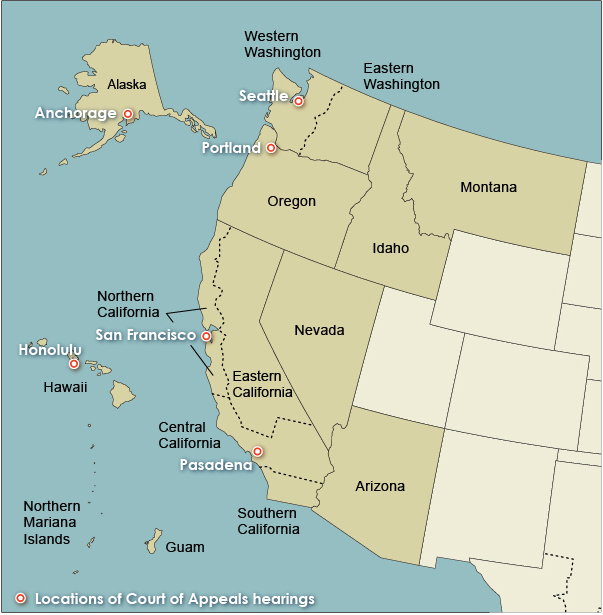 Western
Washington
Eastern
Washington
Alaska
Seattle
Anchorage
Portland
Montana
Oregon
Idaho
Northern
California
San Francisco
Nevada
Honolulu
Hawaii
Eastern
California
Central
California
Pasadena
Arizona
Northern
Mariana
Islands
Southern
California
Guam
Locations of Court of Appeals hearings